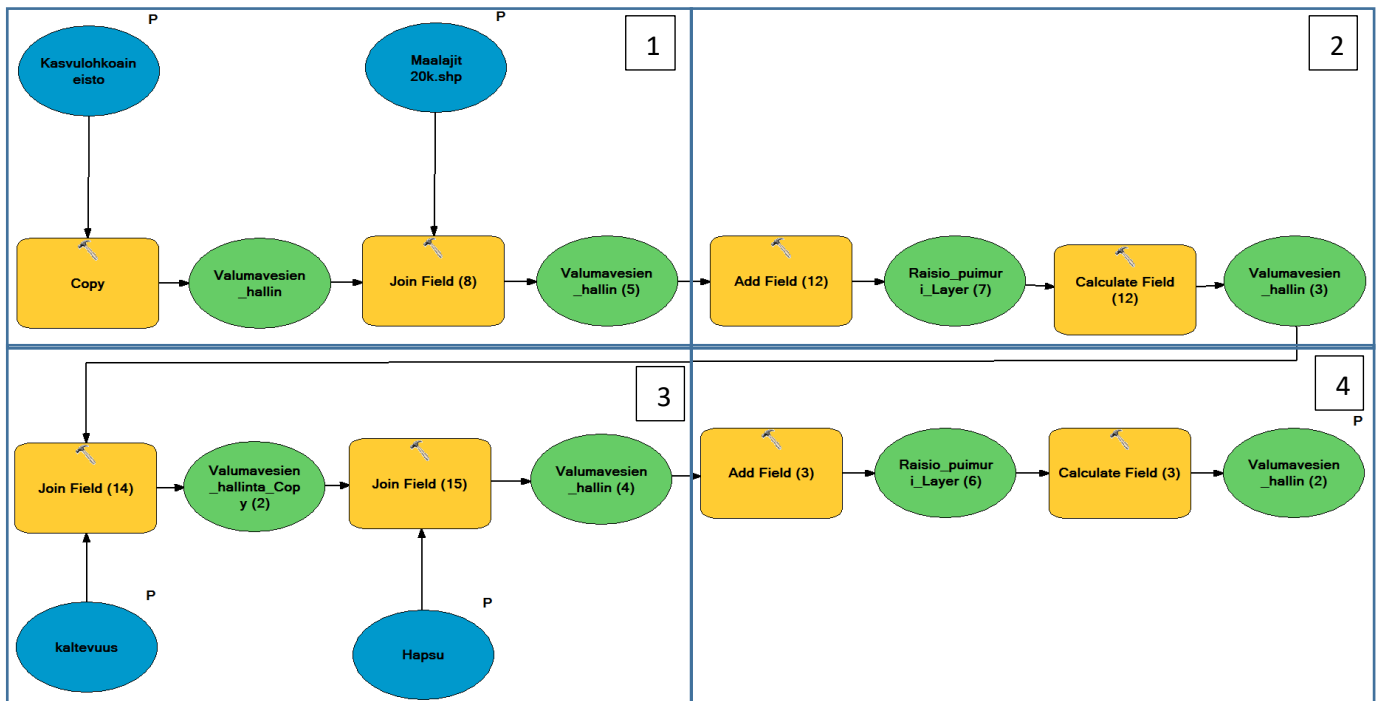 P
Kasvulohkoain
eisto
P
Maalajit
20k.shp
1
Copy
Valumavesien
_hallin
Join Field (8)
Valumavesien
_hallin (5)
2
Add Field (12)
Raisio_puimur
i_Layer (7)
Calculate Field
(12)
Valumavesien
_hallin (3)
3
Join Field (14)
Valumavesien
_hallinta_Cop
y (2)
Join Field (15)
Valumavesien
_hallin (4)
P
kaltevuus
P
Hapsu
4
P
Add Field (3)
Raisio_puimur
i_Layer (6)
Calculate Field (3)
Valumavesien
_hallin (2)